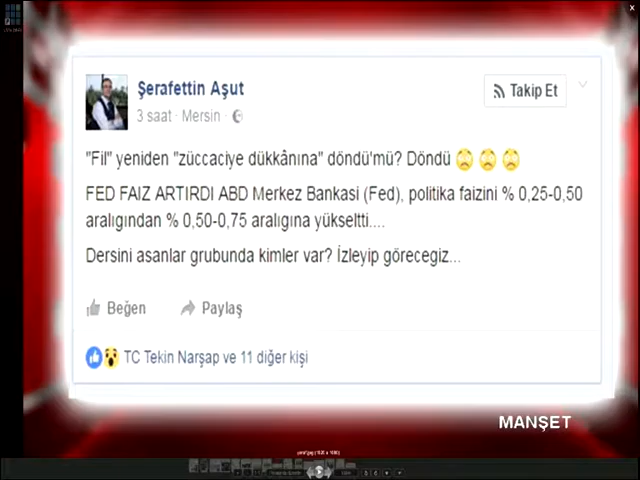 Şerafettin Aşut
Takip Et
3 saat · Mersin ·
"Fil" yeniden "züccaciye dükkânına" döndü'mü? Döndü
FED FAIZ ARTIRDI ABD Merkez Bankasi (Fed), politika faizini % 0,25-0,50
aralıgından % 0,50-0,75 aralıgına yükseltti....
Dersini asanlar grubunda kimler var? İzleyip görecegiz...
Beğen Paylaş
TC Tekin Narşap ve 11 diğer kişi
MANŞET